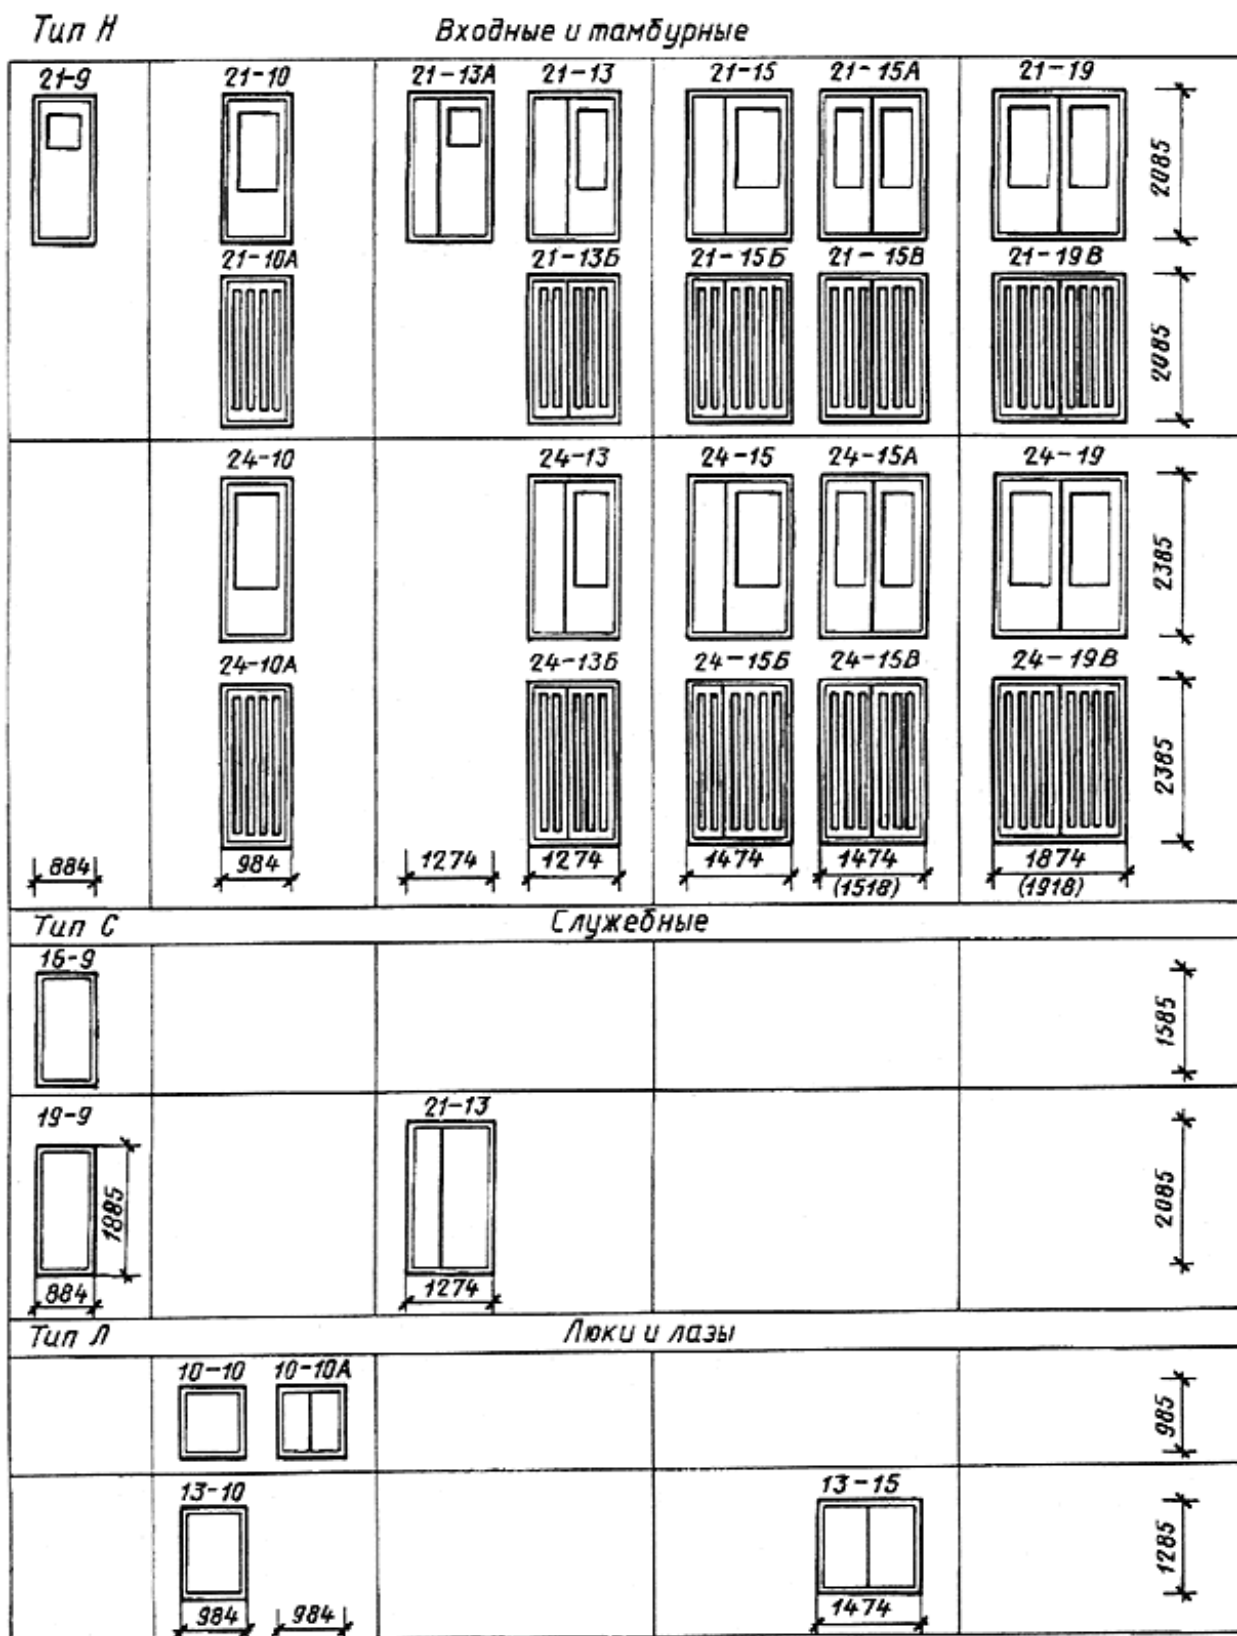 Тип Н
Входные и тамбурные
21-9 21-10 21-13А 21-13 21-15 21-15А 21-19
2085
21-10А 21-13Б 21-15Б 21-15В 21-19В
2085
24-10 24-13 24-15 24-15А 24-19
2385
24-10А 24-13Б 24-15Б 24-15В 24-19В
2385
884 984 1274 1274 1474 1474 1874
(1518) (1918)
Тип С
Служебные
16-9
1585
19-9 21-13
1885 2085
884 1274
Тип Л
Люки и лазы
10-10 10-10А
985
13-10 13-15
1285
984 984 1474